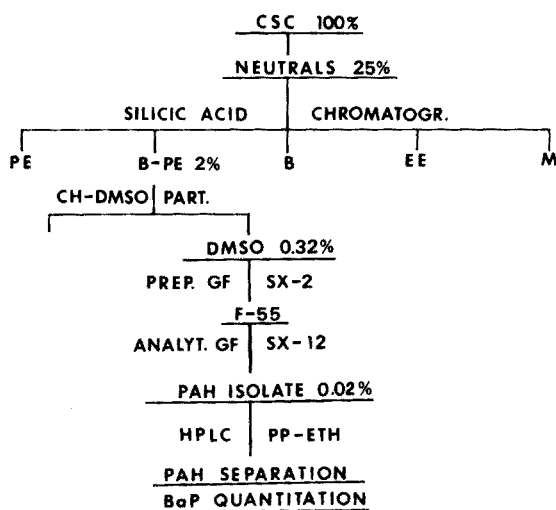 CSC 100%
NEUTRALS 25%
SILICIC ACID CHROMATOGR.
PE B-PE 2% B EE M
CH-DMSO PART.
DMSO 0.32%
PREP. GF SX-2
F-55
ANALYT. GF SX-12
PAH ISOLATE 0.02%
HPLC PP-ETH
PAH SEPARATION
BaP QUANTITATION